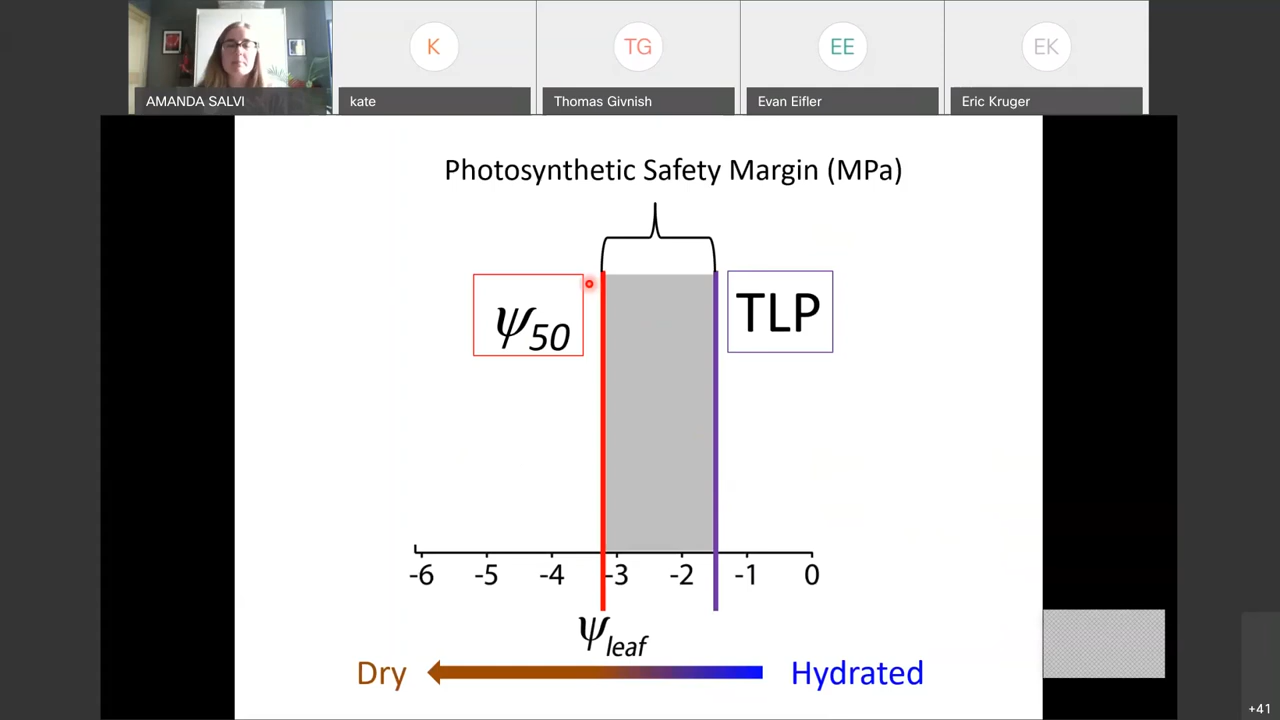 K
TG
EE
EK
AMANDA SALVI
kate
Thomas Givnish
Evan Eifler
Eric Kruger
Photosynthetic Safety Margin (MPa)
ψ50
TLP
-6 -5 -4 -3 -2 -1 0
ψleaf
Dry
Hydrated
+41